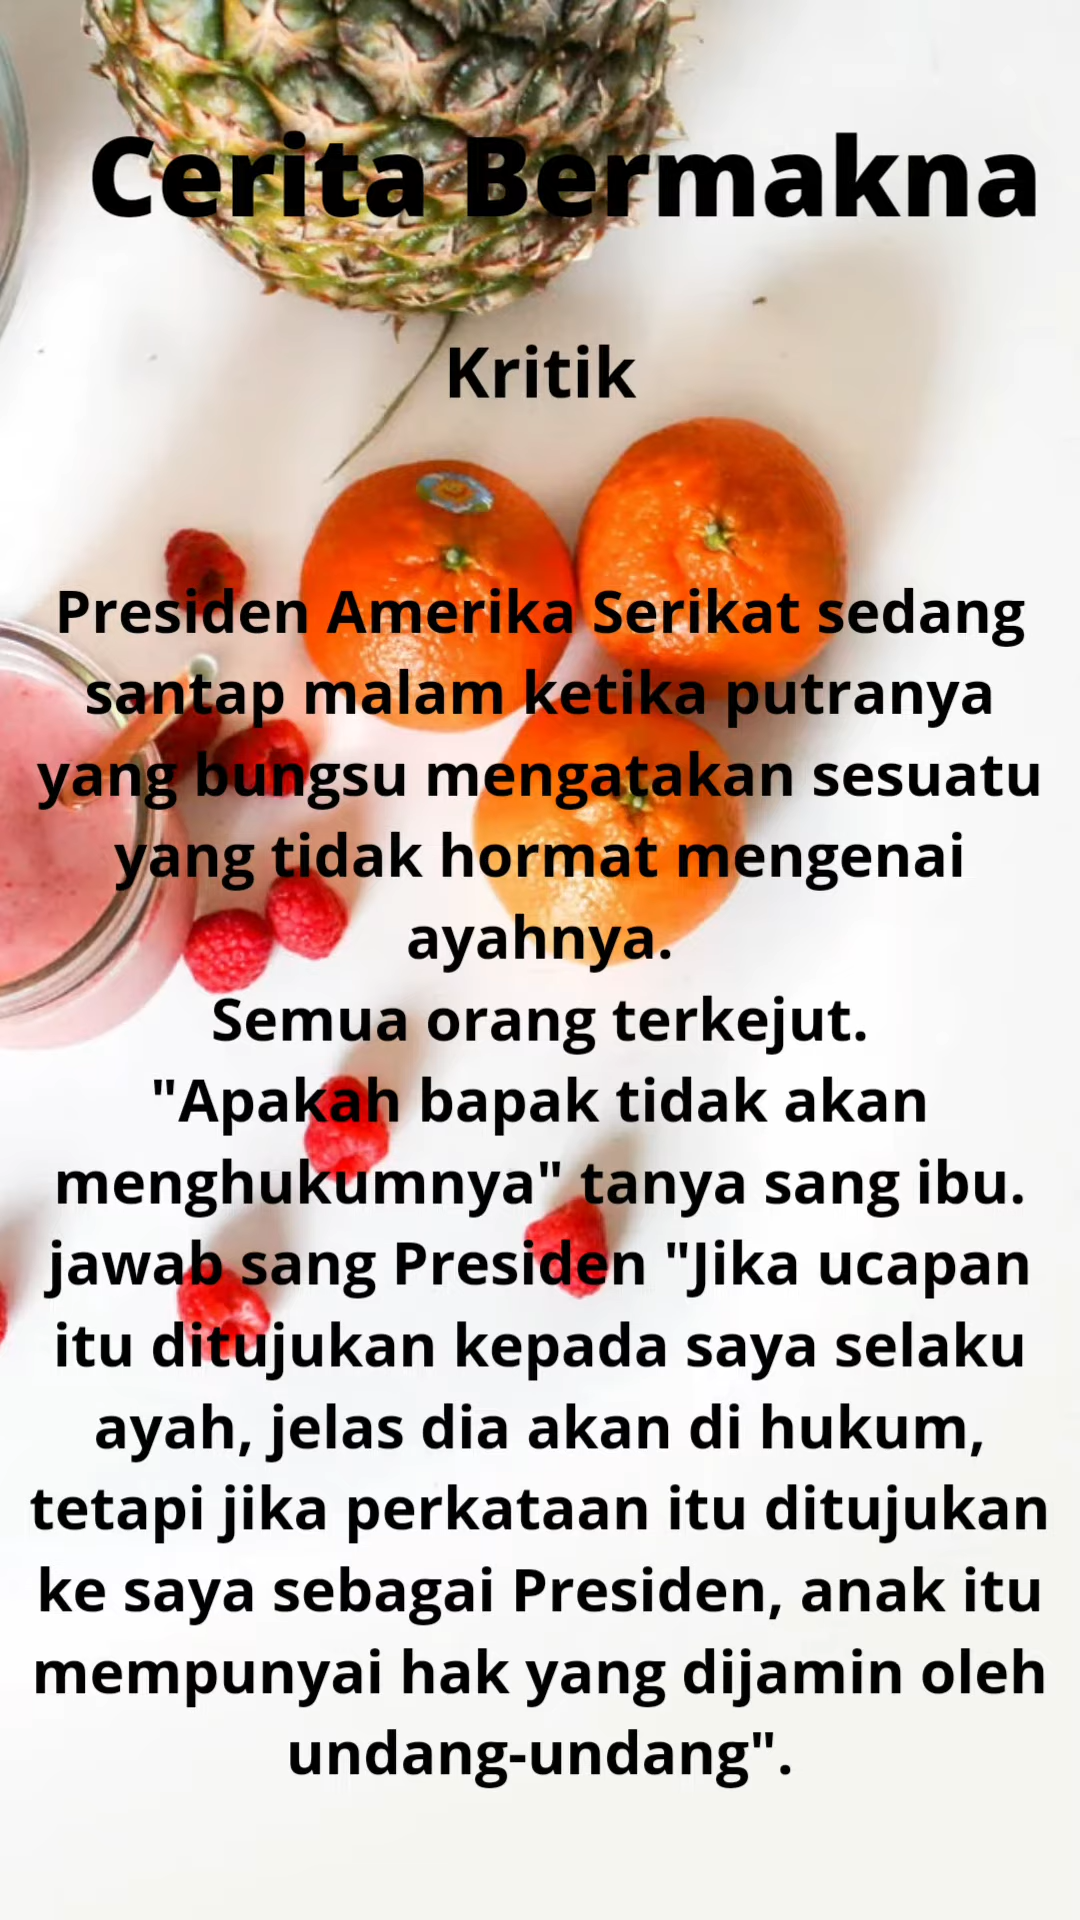 Cerita Bermakna
Kritik
Presiden Amerika Serikat sedang
santap malam ketika putranya
yang bungsu mengatakan sesuatu
yang tidak hormat mengenai
ayahnya.
Semua orang terkejut.
"Apakah bapak tidak akan
menghukumnya" tanya sang ibu.
jawab sang Presiden "Jika ucapan
itu ditujukan kepada saya selaku
ayah, jelas dia akan di hukum,
tetapi jika perkataan itu ditujukan
ke saya sebagai Presiden, anak itu
mempunyai hak yang dijamin oleh
undang-undang".